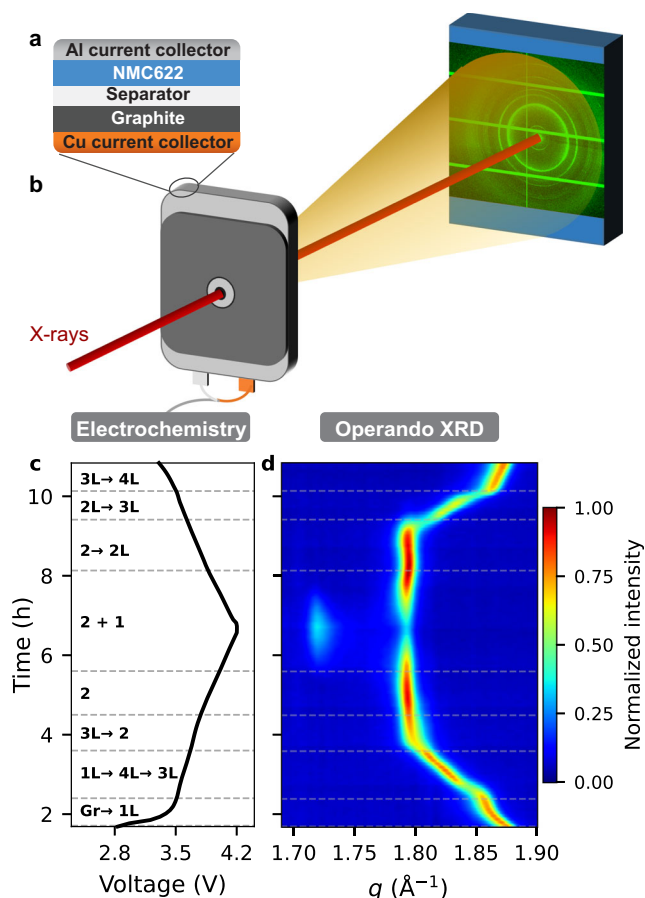 a
Al current collector
NMC622
Separator
Graphite
Cu current collector
b
X-rays
Electrochemistry
Operando XRD
c
3L→ 4L
2L→ 3L
2→ 2L
2 + 1
2
3L→ 2
1L→ 4L→ 3L
Gr→ 1L
10
8
6
4
2
Time (h)
2.8 3.5 4.2
Voltage (V)
d
1.70 1.75 1.80 1.85 1.90
q (Å⁻¹)
1.00
0.75
0.50
0.25
0.00
Normalized intensity